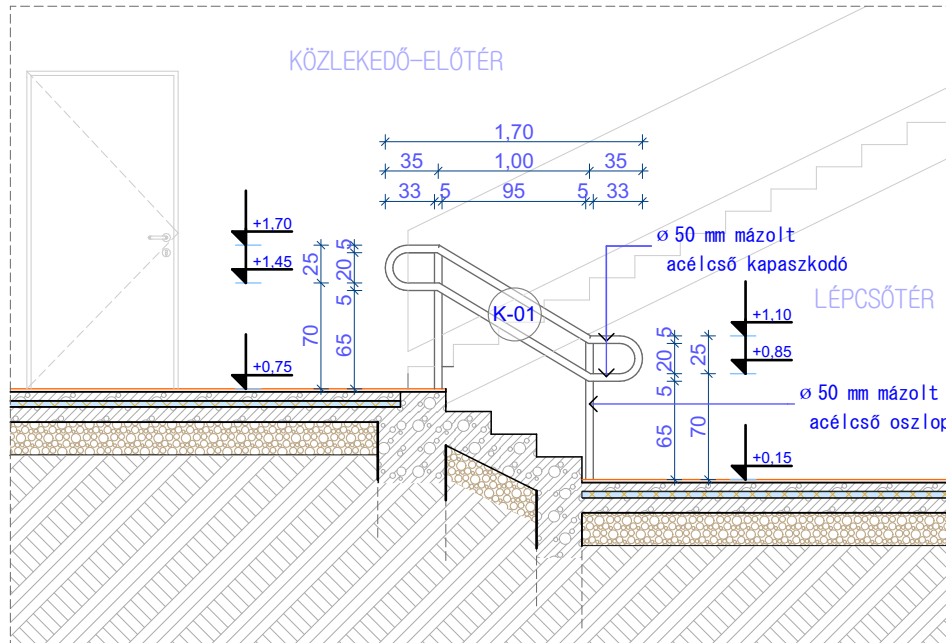 KÖZLEKEDŐ-ELŐTÉR
1,70
35 1,00 35
33 5 95 5 33
+1,70
+1,45
+0,75
25
70
5
20
5
65
K-01
ø 50 mm mázolt
acélcső kapaszkodó
LÉPCSŐTÉR
+1,10
+0,85
+0,15
5
20
5
65
25
70
ø 50 mm mázolt
acélcső oszlop